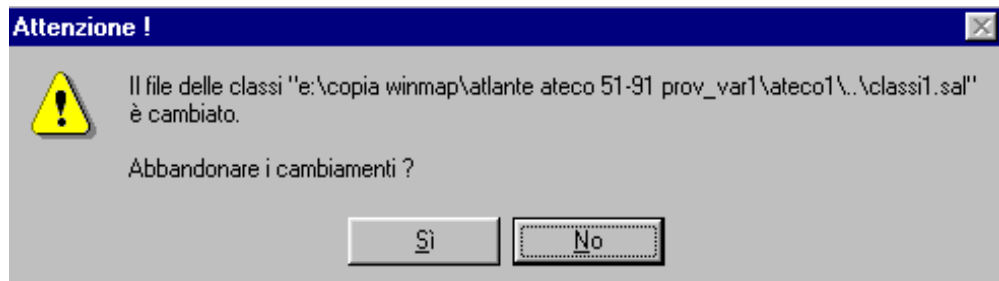 Attenzione !
Il file delle classi "e:\copia winmap\atlante ateco 51-91 prov_var1\ateco1\..\classi1.sal"
è cambiato.
Abbandonare i cambiamenti ?
Sì
No